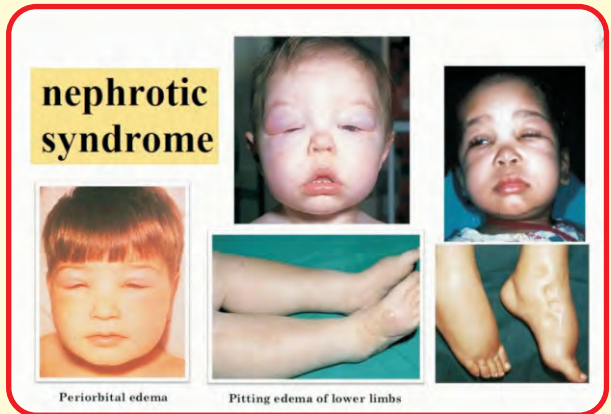 nephrotic
syndrome
Periorbital edema
Pitting edema of lower limbs